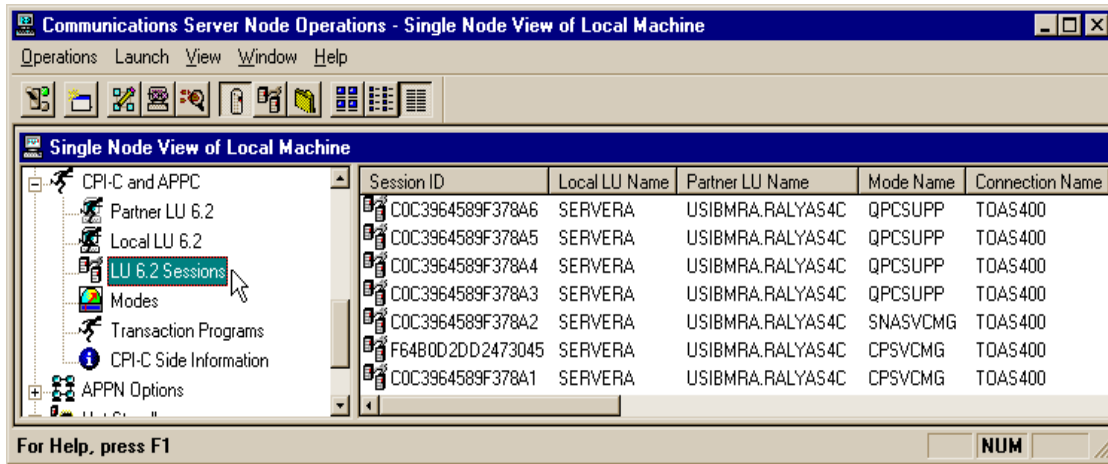 Communications Server Node Operations - Single Node View of Local Machine
Operations Launch View Window Help
Single Node View of Local Machine
CPI-C and APPC
Partner LU 6.2
Local LU 6.2
LU 6.2 Sessions
Modes
Transaction Programs
CPI-C Side Information
APPN Options
Session ID Local LU Name Partner LU Name Mode Name Connection Name
C0C3964589F378A6 SERVERA USIBMRA.RALYAS4C QPCSUPP TOAS400
C0C3964589F378A5 SERVERA USIBMRA.RALYAS4C QPCSUPP TOAS400
C0C3964589F378A4 SERVERA USIBMRA.RALYAS4C QPCSUPP TOAS400
C0C3964589F378A3 SERVERA USIBMRA.RALYAS4C QPCSUPP TOAS400
C0C3964589F378A2 SERVERA USIBMRA.RALYAS4C SNASVCMG TOAS400
F64B0D2DD2473045 SERVERA USIBMRA.RALYAS4C CPSVCMG TOAS400
C0C3964589F378A1 SERVERA USIBMRA.RALYAS4C CPSVCMG TOAS400
For Help, press F1
NUM